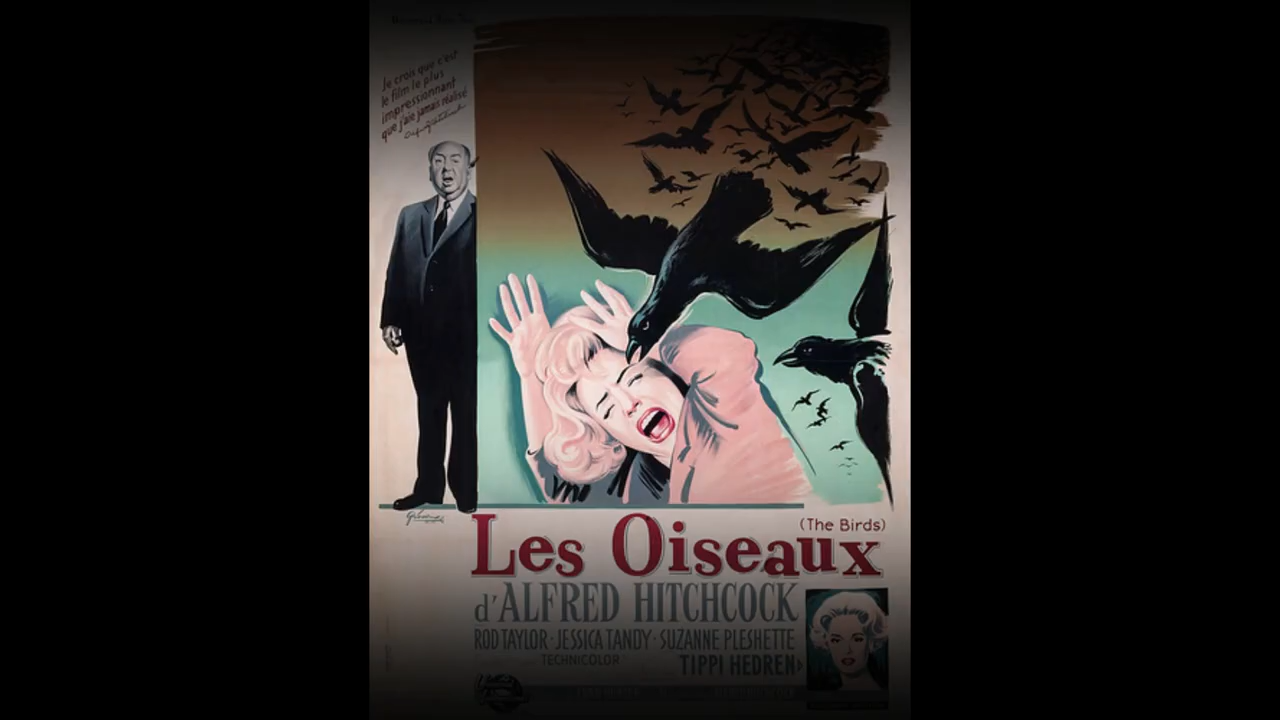 Je crois que c'est
le film le plus
impressionnant
que j'aie jamais réalisé
(The Birds)
Les Oiseaux
d'ALFRED HITCHCOCK
ROD TAYLOR · JESSICA TANDY · SUZANNE PLESHETTE
TECHNICOLOR
TIPPI HEDREN